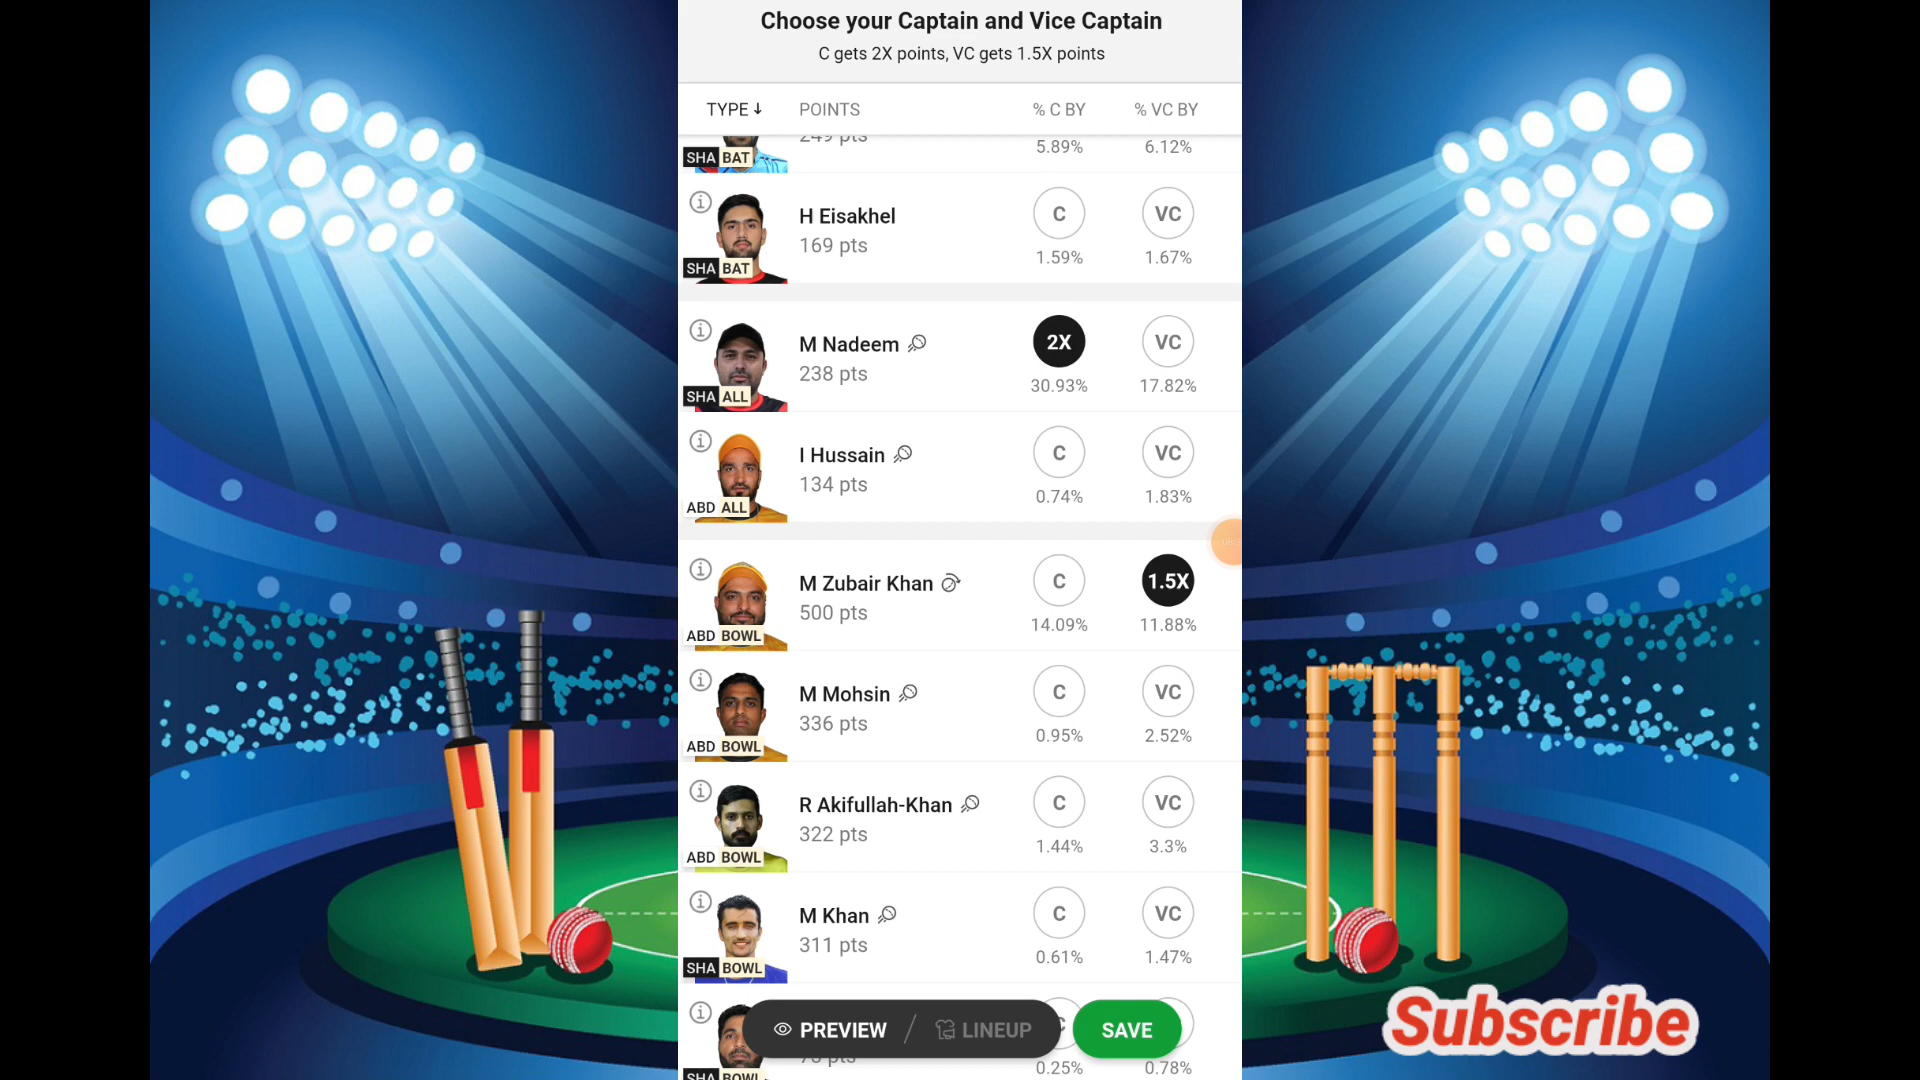 Choose your Captain and Vice Captain
C gets 2X points, VC gets 1.5X points
TYPE↓ POINTS % C BY % VC BY
249 pts
SHA BAT 5.89% 6.12%
H Eisakhel C VC
169 pts
SHA BAT 1.59% 1.67%
M Nadeem 2X VC
238 pts
SHA ALL 30.93% 17.82%
I Hussain C VC
134 pts
ABD ALL 0.74% 1.83%
M Zubair Khan C 1.5X
500 pts
ABD BOWL 14.09% 11.88%
M Mohsin C VC
336 pts
ABD BOWL 0.95% 2.52%
R Akifullah-Khan C VC
322 pts
ABD BOWL 1.44% 3.3%
M Khan C VC
311 pts
SHA BOWL 0.61% 1.47%
PREVIEW / LINEUP SAVE
pts
SHA BOWL 0.25% 0.78%
Subscribe